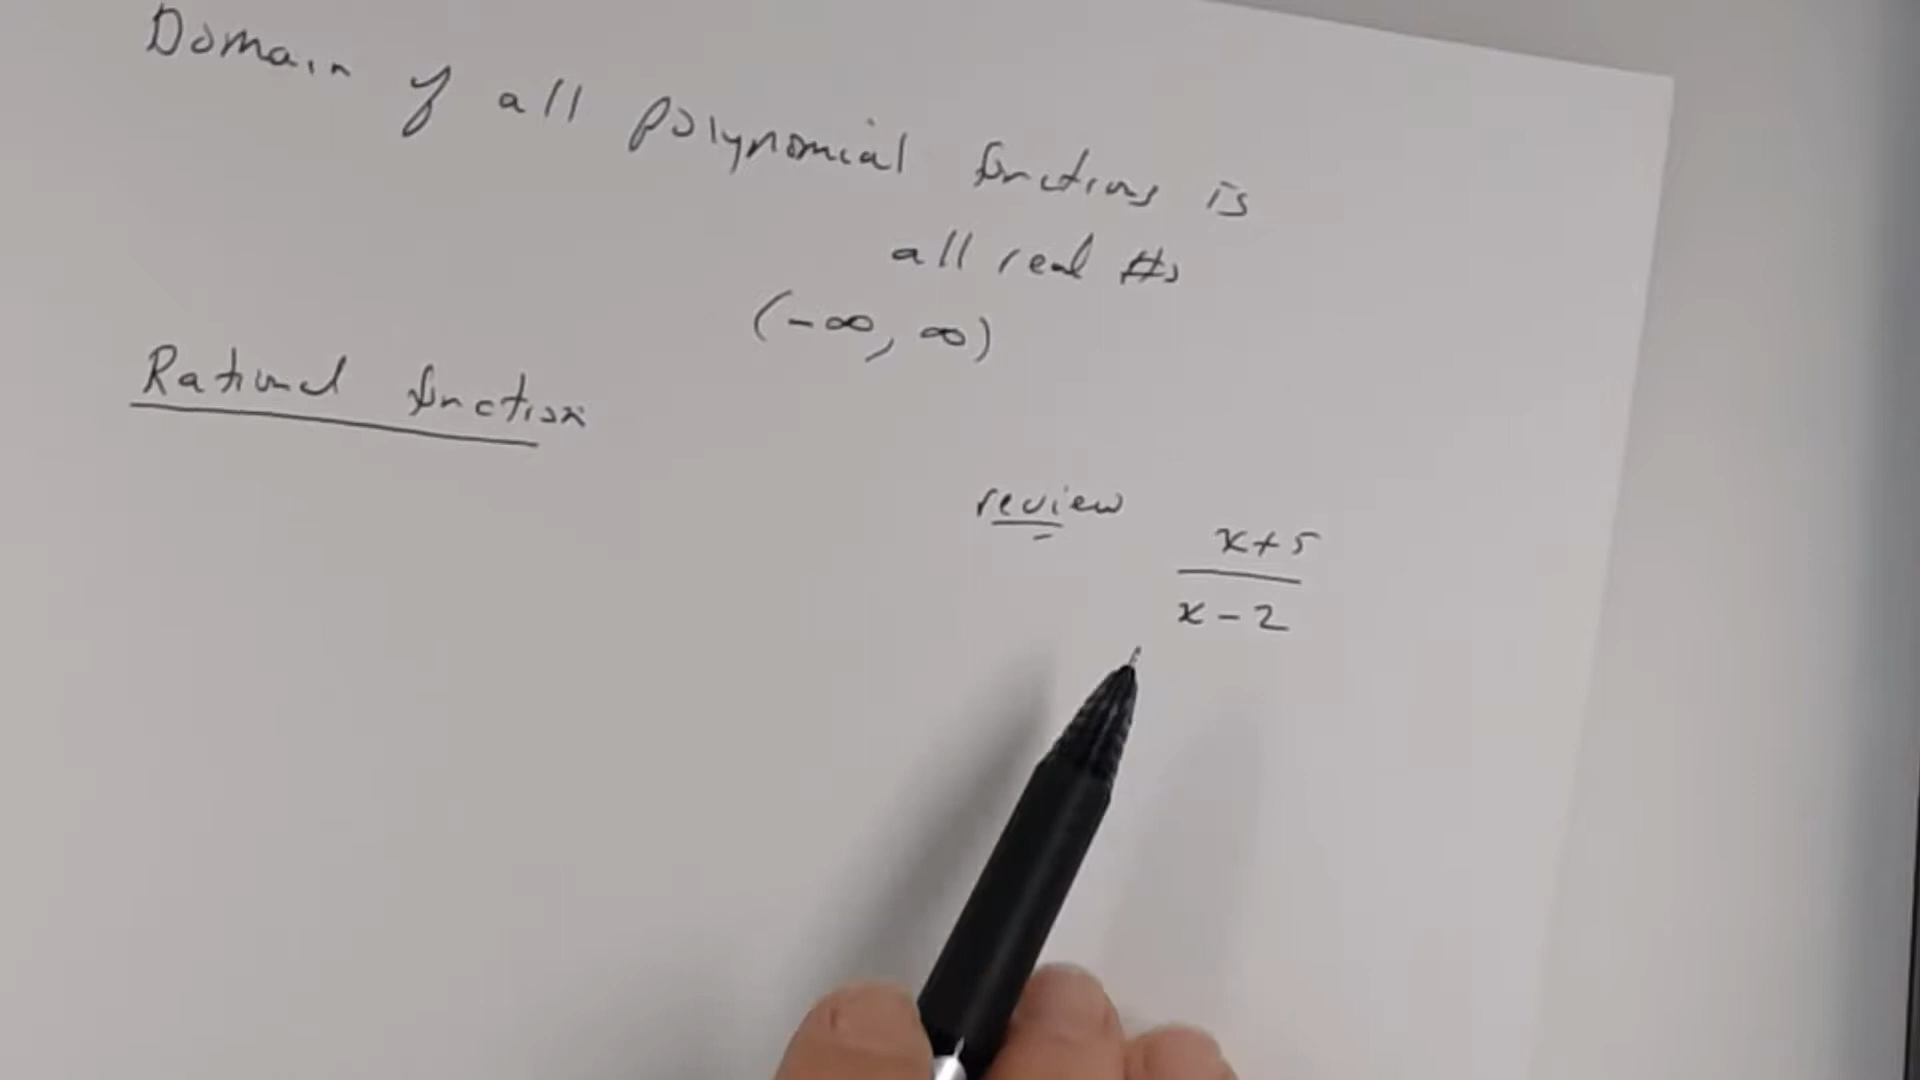 Domain of all polynomial functions is
all real #s
(-∞, ∞)
Rational function
review
x+5
x-2